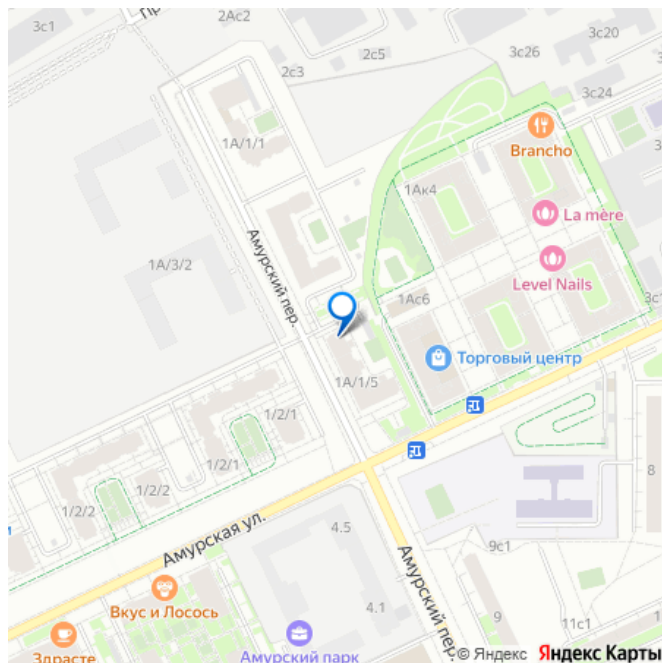 3с1
2Ас2
3с20
2с5
3с26
2с3
3с24
Brancho
1А/1/1
1Ак4
La mère
Амурский пер.
1А/3/2
Level Nails
1Ас6
Торговый центр
1А/1/5
1/2/1
1/2/1
1/2/2
8
1/2/2
Амурская ул.
4.5
9с1
Амурский пер.
Вкус и Лосось
4.1
9
11с1
Здрасте
Амурский парк
© Яндекс Яндекс Карты